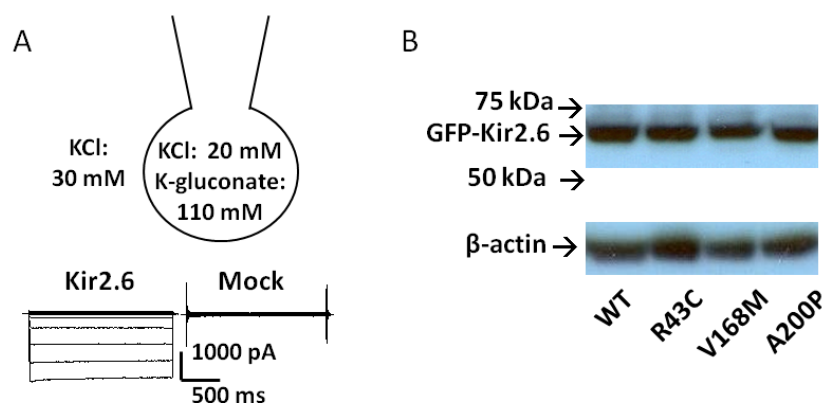 A
KCl:
30 mM
KCl: 20 mM
K-gluconate:
110 mM
Kir2.6
Mock
1000 pA
500 ms
B
75 kDa
GFP-Kir2.6
50 kDa
β-actin
WT
R43C
V168M
A200P